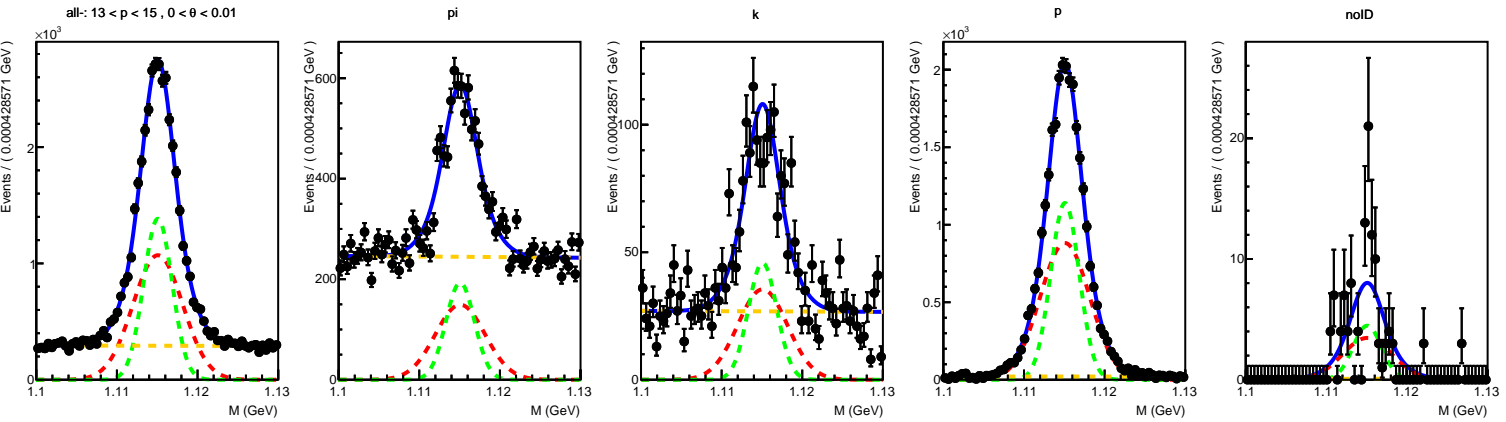 all-: 13 < p < 15 , 0 < θ < 0.01
×10³
Events / ( 0.000428571 GeV )
2
1
0
1.1 1.11 1.12 1.13
M (GeV)
pi
Events / ( 0.000428571 GeV )
600
400
200
0
1.1 1.11 1.12 1.13
M (GeV)
k
Events / ( 0.000428571 GeV )
100
50
0
1.1 1.11 1.12 1.13
M (GeV)
p
×10³
Events / ( 0.000428571 GeV )
2
1.5
1
0.5
0
1.1 1.11 1.12 1.13
M (GeV)
noID
Events / ( 0.000428571 GeV )
20
10
0
1.1 1.11 1.12 1.13
M (GeV)